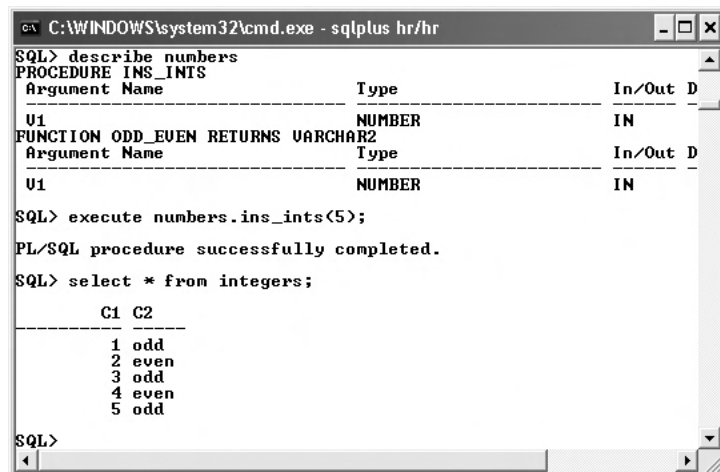 C:\WINDOWS\system32\cmd.exe - sqlplus hr/hr
SQL> describe numbers
PROCEDURE INS_INTS
Argument Name Type In/Out D
V1 NUMBER IN
FUNCTION ODD_EVEN RETURNS VARCHAR2
Argument Name Type In/Out D
V1 NUMBER IN
SQL> execute numbers.ins_ints(5);
PL/SQL procedure successfully completed.
SQL> select * from integers;
C1 C2
1 odd
2 even
3 odd
4 even
5 odd
SQL>